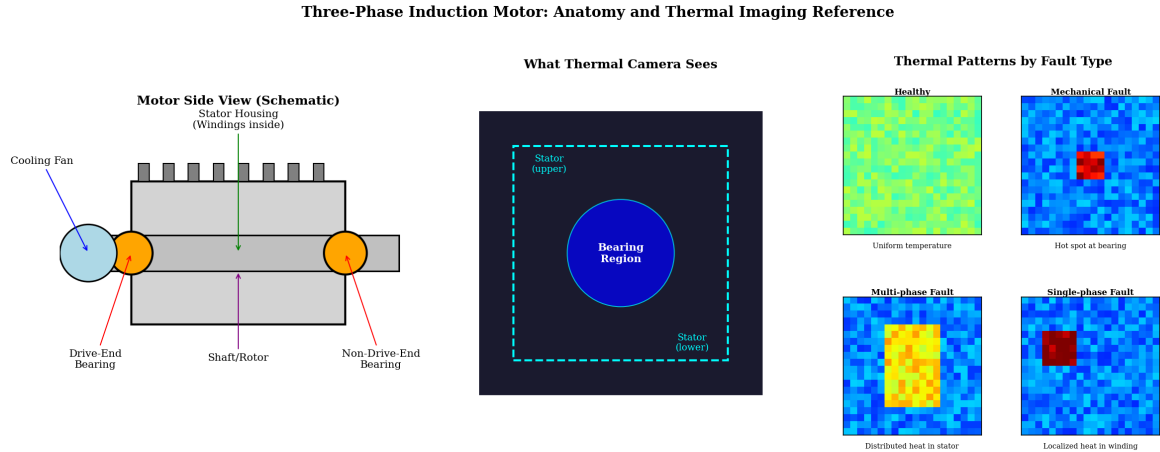 Three-Phase Induction Motor: Anatomy and Thermal Imaging Reference
Motor Side View (Schematic)
Stator Housing
(Windings inside)
Cooling Fan
Drive-End
Bearing
Shaft/Rotor
Non-Drive-End
Bearing
What Thermal Camera Sees
Stator
(upper)
Bearing
Region
Stator
(lower)
Thermal Patterns by Fault Type
Healthy
Uniform temperature
Mechanical Fault
Hot spot at bearing
Multi-phase Fault
Distributed heat in stator
Single-phase Fault
Localized heat in winding